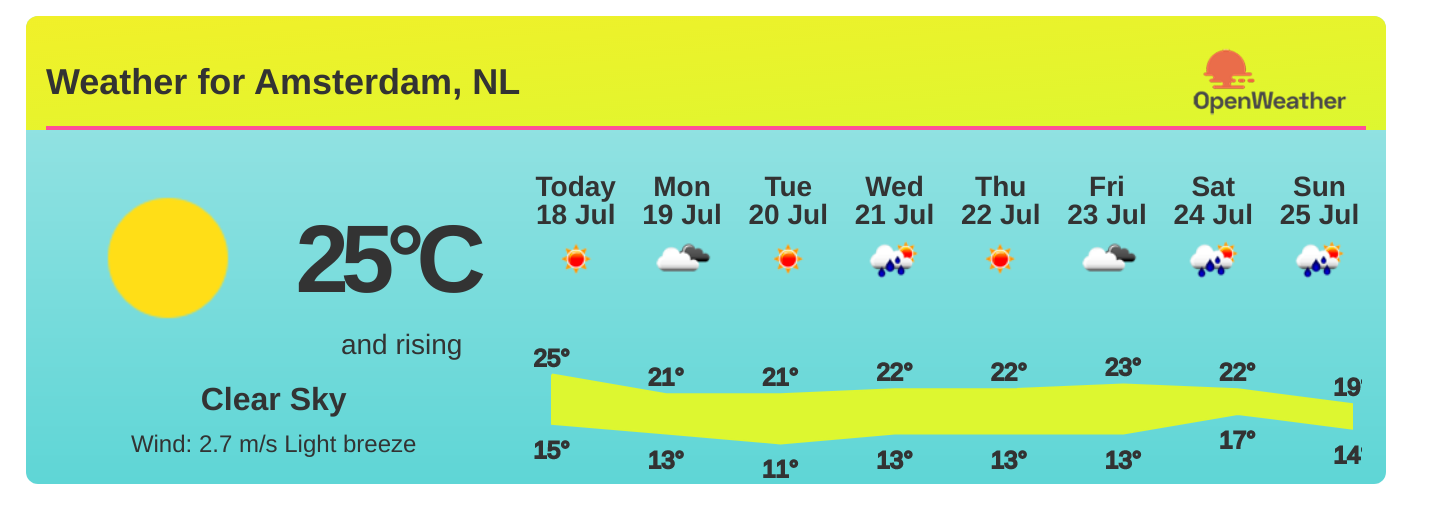 Weather for Amsterdam, NL
OpenWeather
25°C
and rising
Clear Sky
Wind: 2.7 m/s Light breeze
Today Mon Tue Wed Thu Fri Sat Sun
18 Jul 19 Jul 20 Jul 21 Jul 22 Jul 23 Jul 24 Jul 25 Jul
25° 21° 21° 22° 22° 23° 22° 19°
15° 13° 11° 13° 13° 13° 17° 14°